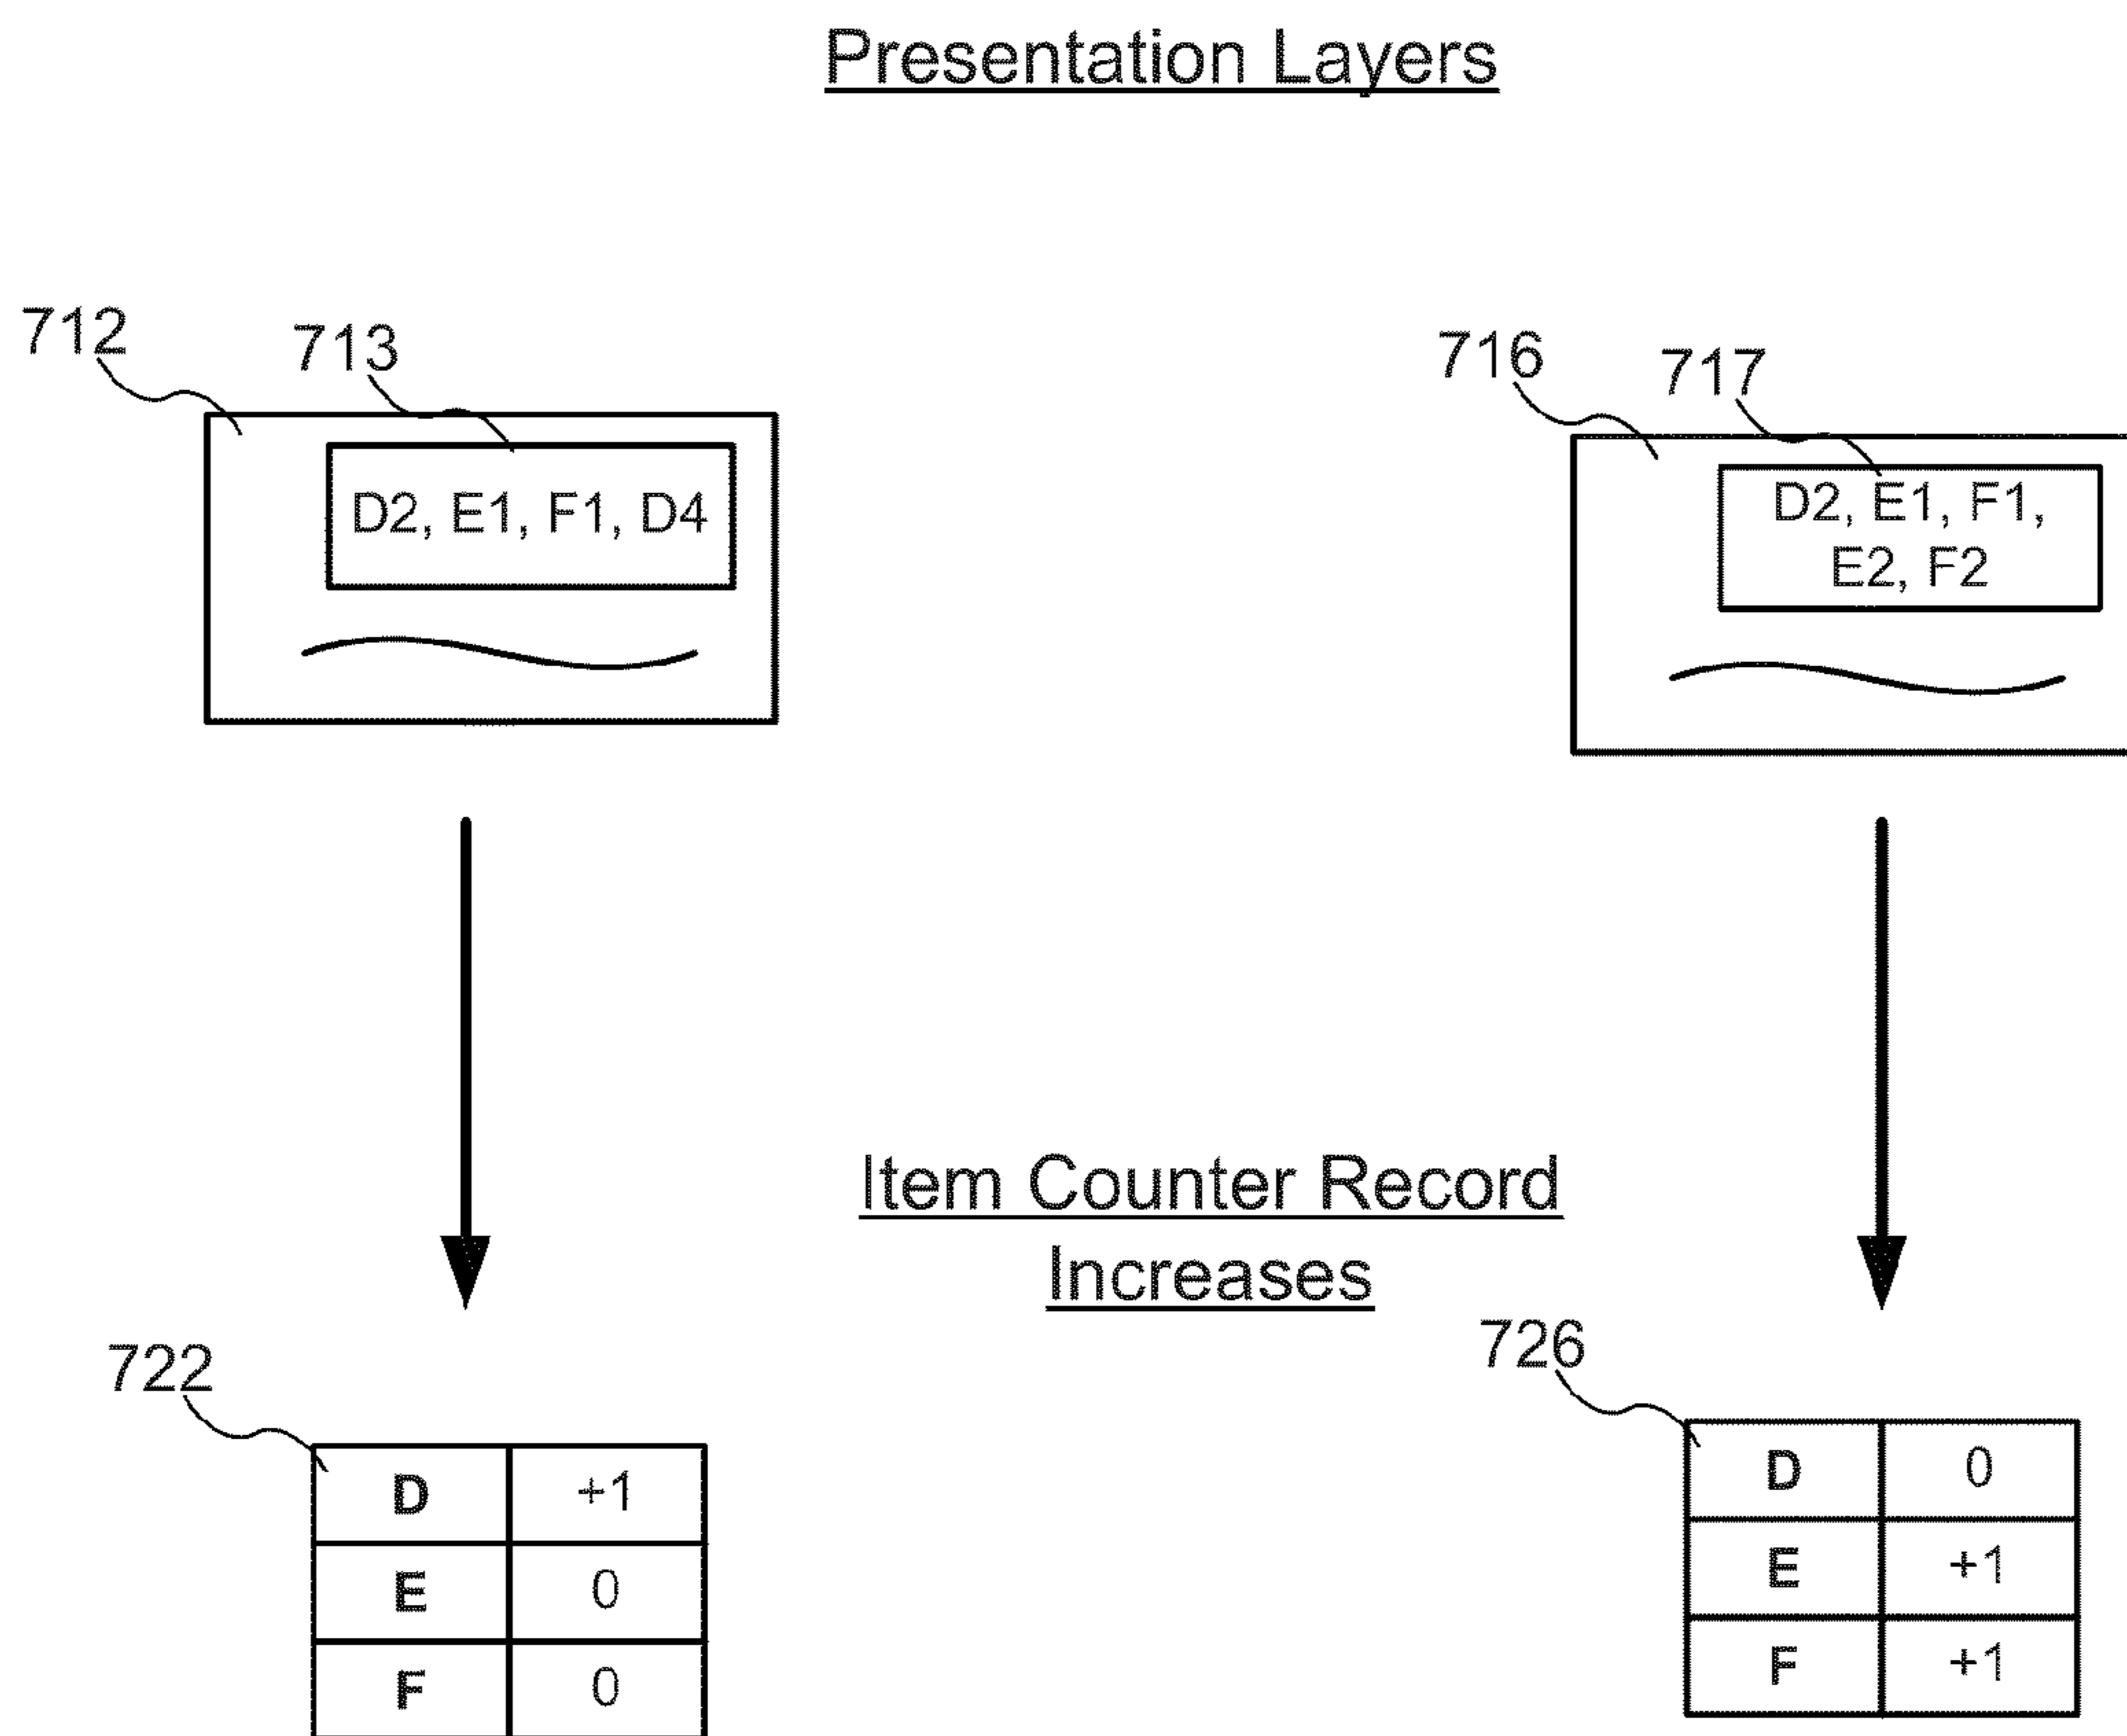 Presentation Layers
712
713
D2, E1, F1, D4
716
717
D2, E1, F1,
E2, F2
Item Counter Record
Increases
722
D +1
E 0
F 0
726
D 0
E +1
F +1